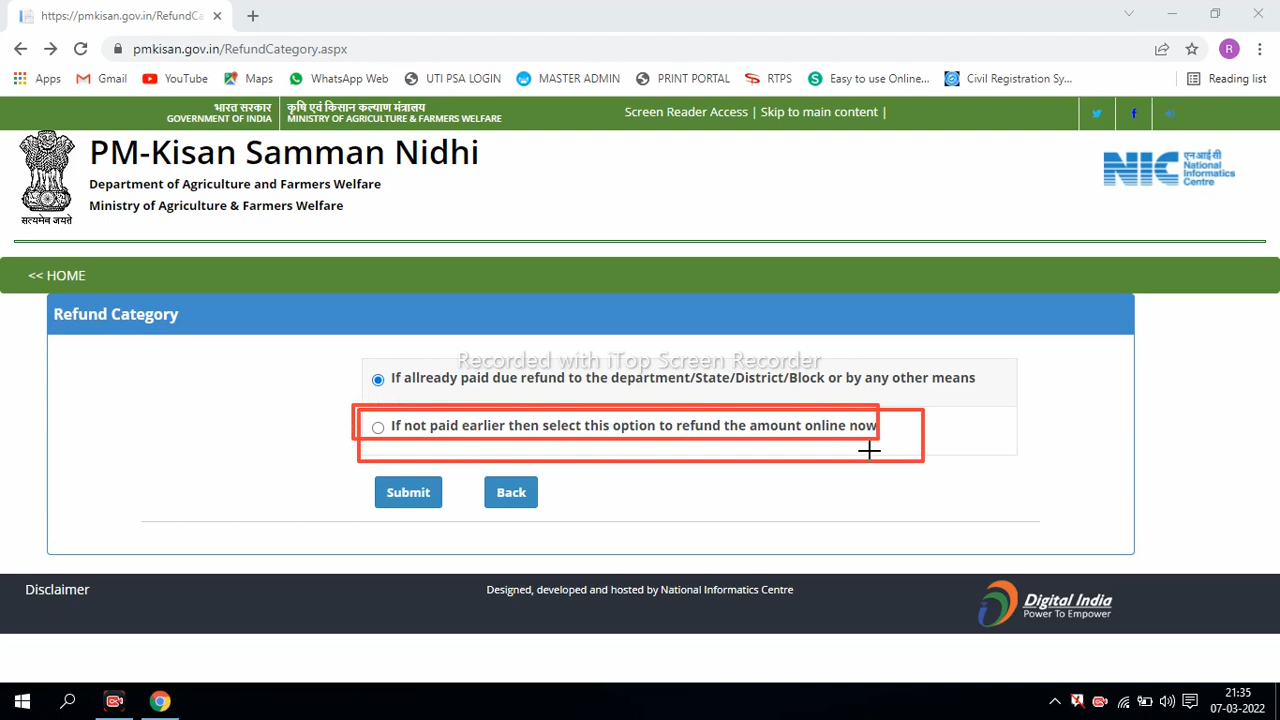 https://pmkisan.gov.in/RefundCa
pmkisan.gov.in/RefundCategory.aspx
R
Apps
Gmail
YouTube
Maps
WhatsApp Web
UTI PSA LOGIN
MASTER ADMIN
PRINT PORTAL
RTPS
Easy to use Online...
Civil Registration Sy...
Reading list
भारत सरकार
GOVERNMENT OF INDIA
कृषि एवं किसान कल्याण मंत्रालय
MINISTRY OF AGRICULTURE & FARMERS WELFARE
Screen Reader Access | Skip to main content |
PM-Kisan Samman Nidhi
Department of Agriculture and Farmers Welfare
Ministry of Agriculture & Farmers Welfare
सत्यमेव जयते
NIC
एन आई सी
National
Informatics
Centre
<< HOME
Refund Category
Recorded with iTop Screen Recorder
If allready paid due refund to the department/State/District/Block or by any other means
If not paid earlier then select this option to refund the amount online now
Submit
Back
Disclaimer
Designed, developed and hosted by National Informatics Centre
Digital India
Power To Empower
21:35
07-03-2022